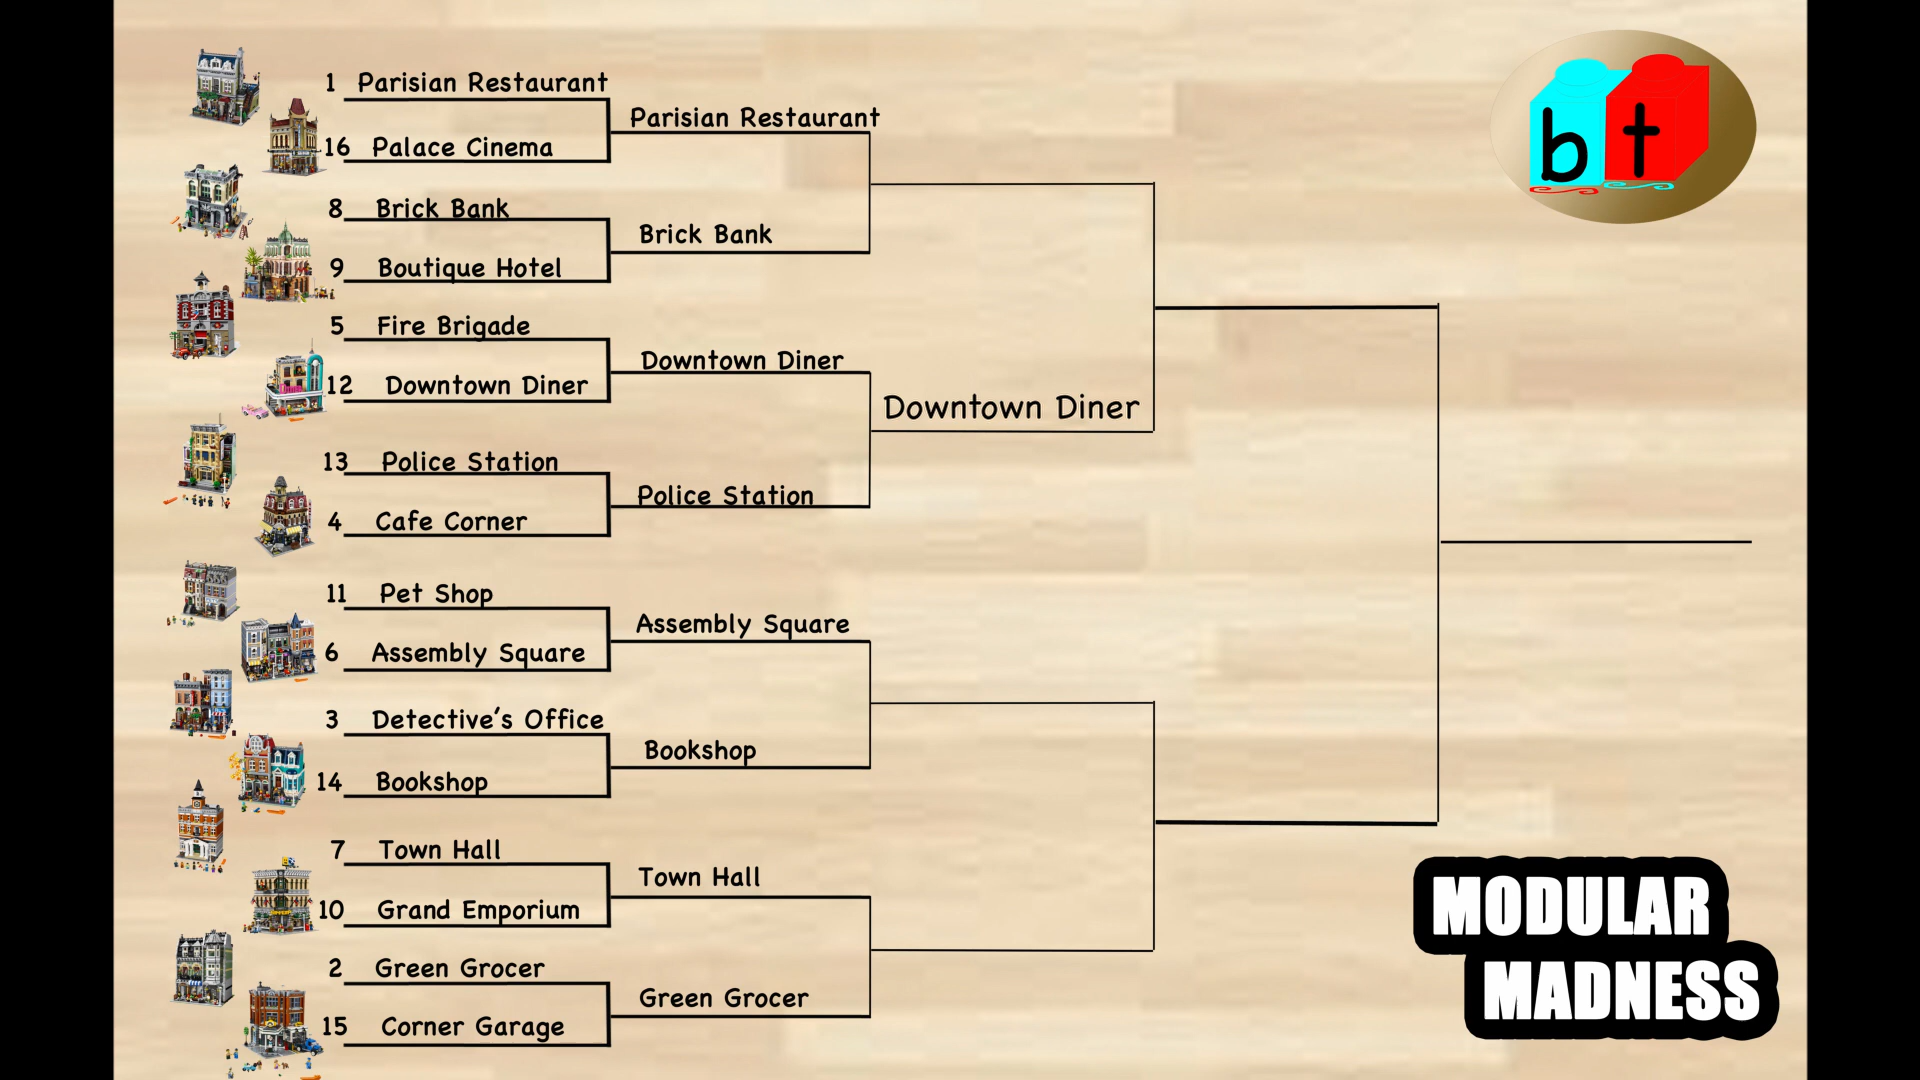 1 Parisian Restaurant
16 Palace Cinema
Parisian Restaurant
8 Brick Bank
9 Boutique Hotel
Brick Bank
5 Fire Brigade
12 Downtown Diner
Downtown Diner
13 Police Station
4 Cafe Corner
Police Station
Downtown Diner
11 Pet Shop
6 Assembly Square
Assembly Square
3 Detective's Office
14 Bookshop
Bookshop
7 Town Hall
10 Grand Emporium
Town Hall
2 Green Grocer
15 Corner Garage
Green Grocer
b t
MODULAR
MADNESS